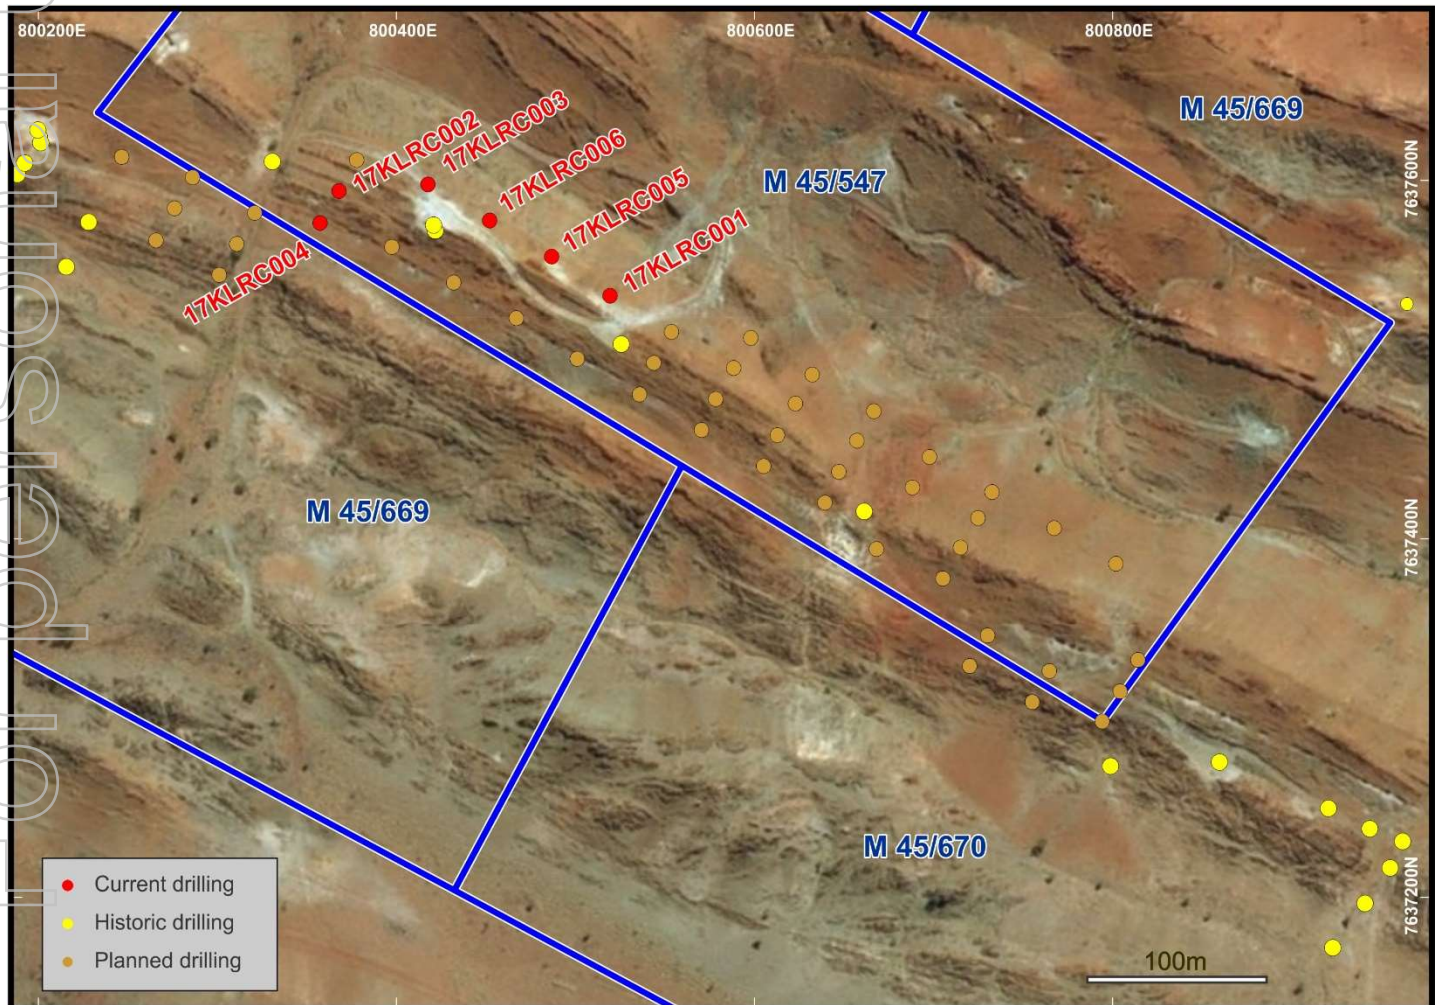 800200E
800400E
800600E
800800E
M 45/669
17KLRC002
17KLRC003
17KLRC006
M 45/547
7637600N
17KLRC005
17KLRC001
17KLRC004
M 45/669
7637400N
M 45/670
7637200N
Current drilling
Historic drilling
Planned drilling
100m